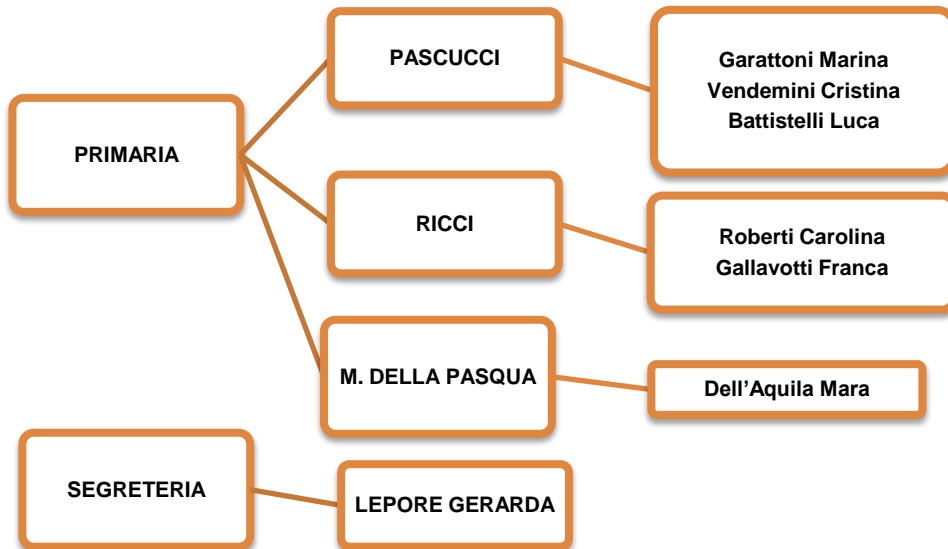 PRIMARIA
PASCUCCI
Garattoni Marina
Vendemini Cristina
Battistelli Luca
RICCI
Roberti Carolina
Gallavotti Franca
M. DELLA PASQUA
Dell’Aquila Mara
SEGRETERIA
LEPORE GERARDA